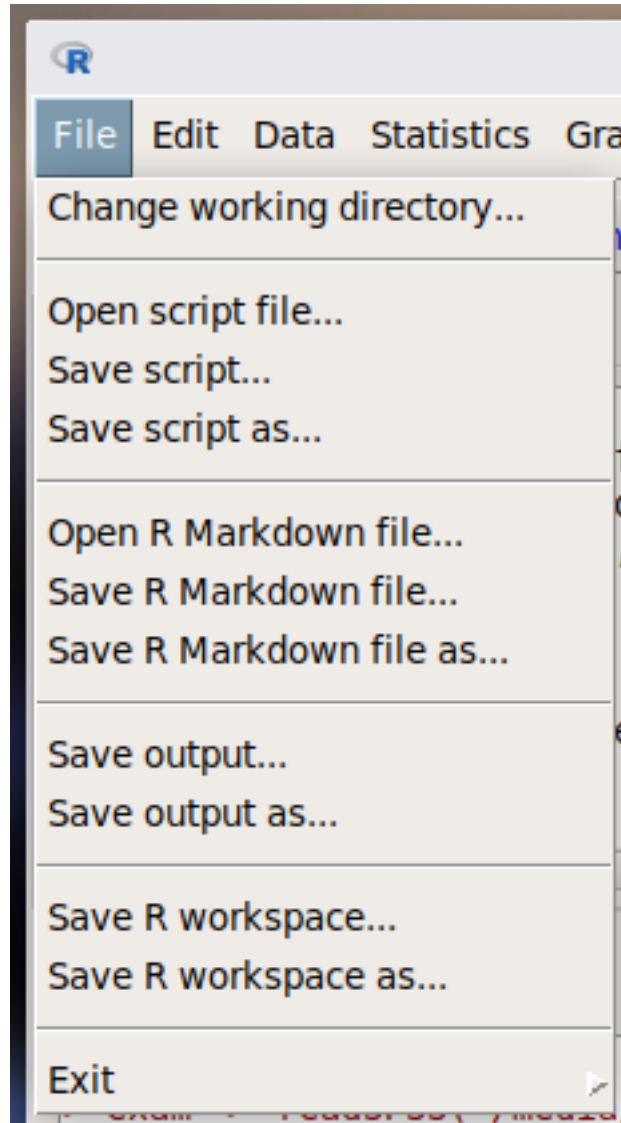 R
File Edit Data Statistics
Change working directory...
Open script file...
Save script...
Save script as...
Open R Markdown file...
Save R Markdown file...
Save R Markdown file as...
Save output...
Save output as...
Save R workspace...
Save R workspace as...
Exit